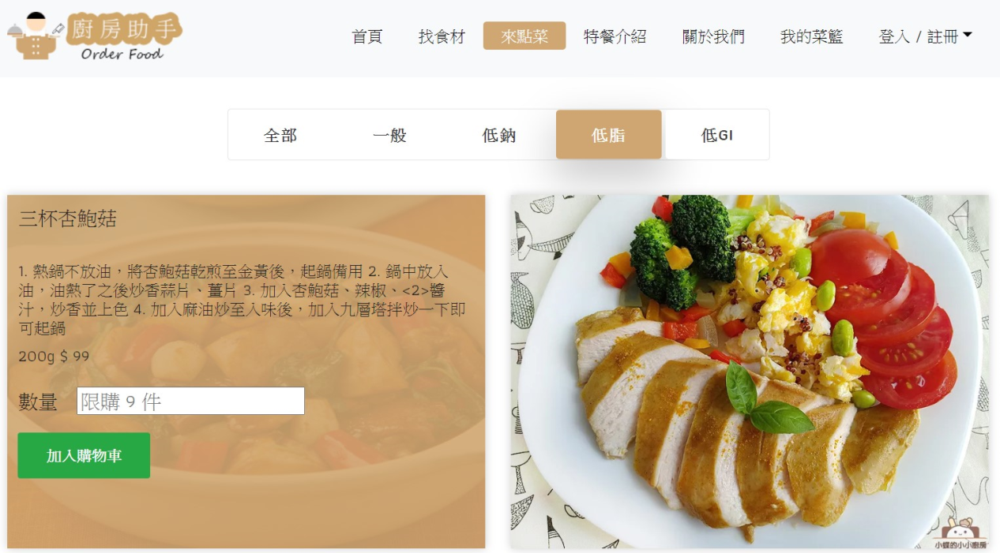 廚房助手
Order Food
首頁
找食材
來點菜
特餐介紹
關於我們
我的菜籃
登入 / 註冊
全部
一般
低鈉
低脂
低GI
三杯杏鮑菇
1. 熱鍋不放油，將杏鮑菇乾煎至金黃後，起鍋備用 2. 鍋中放入
油，油熱了之後炒香蒜片、薑片 3. 加入杏鮑菇、辣椒、<2>醬
汁，炒香並上色 4. 加入麻油炒至入味後，加入九層塔拌炒一下即
可起鍋
200g $ 99
數量
限購 9 件
加入購物車
小蝶的小小廚房